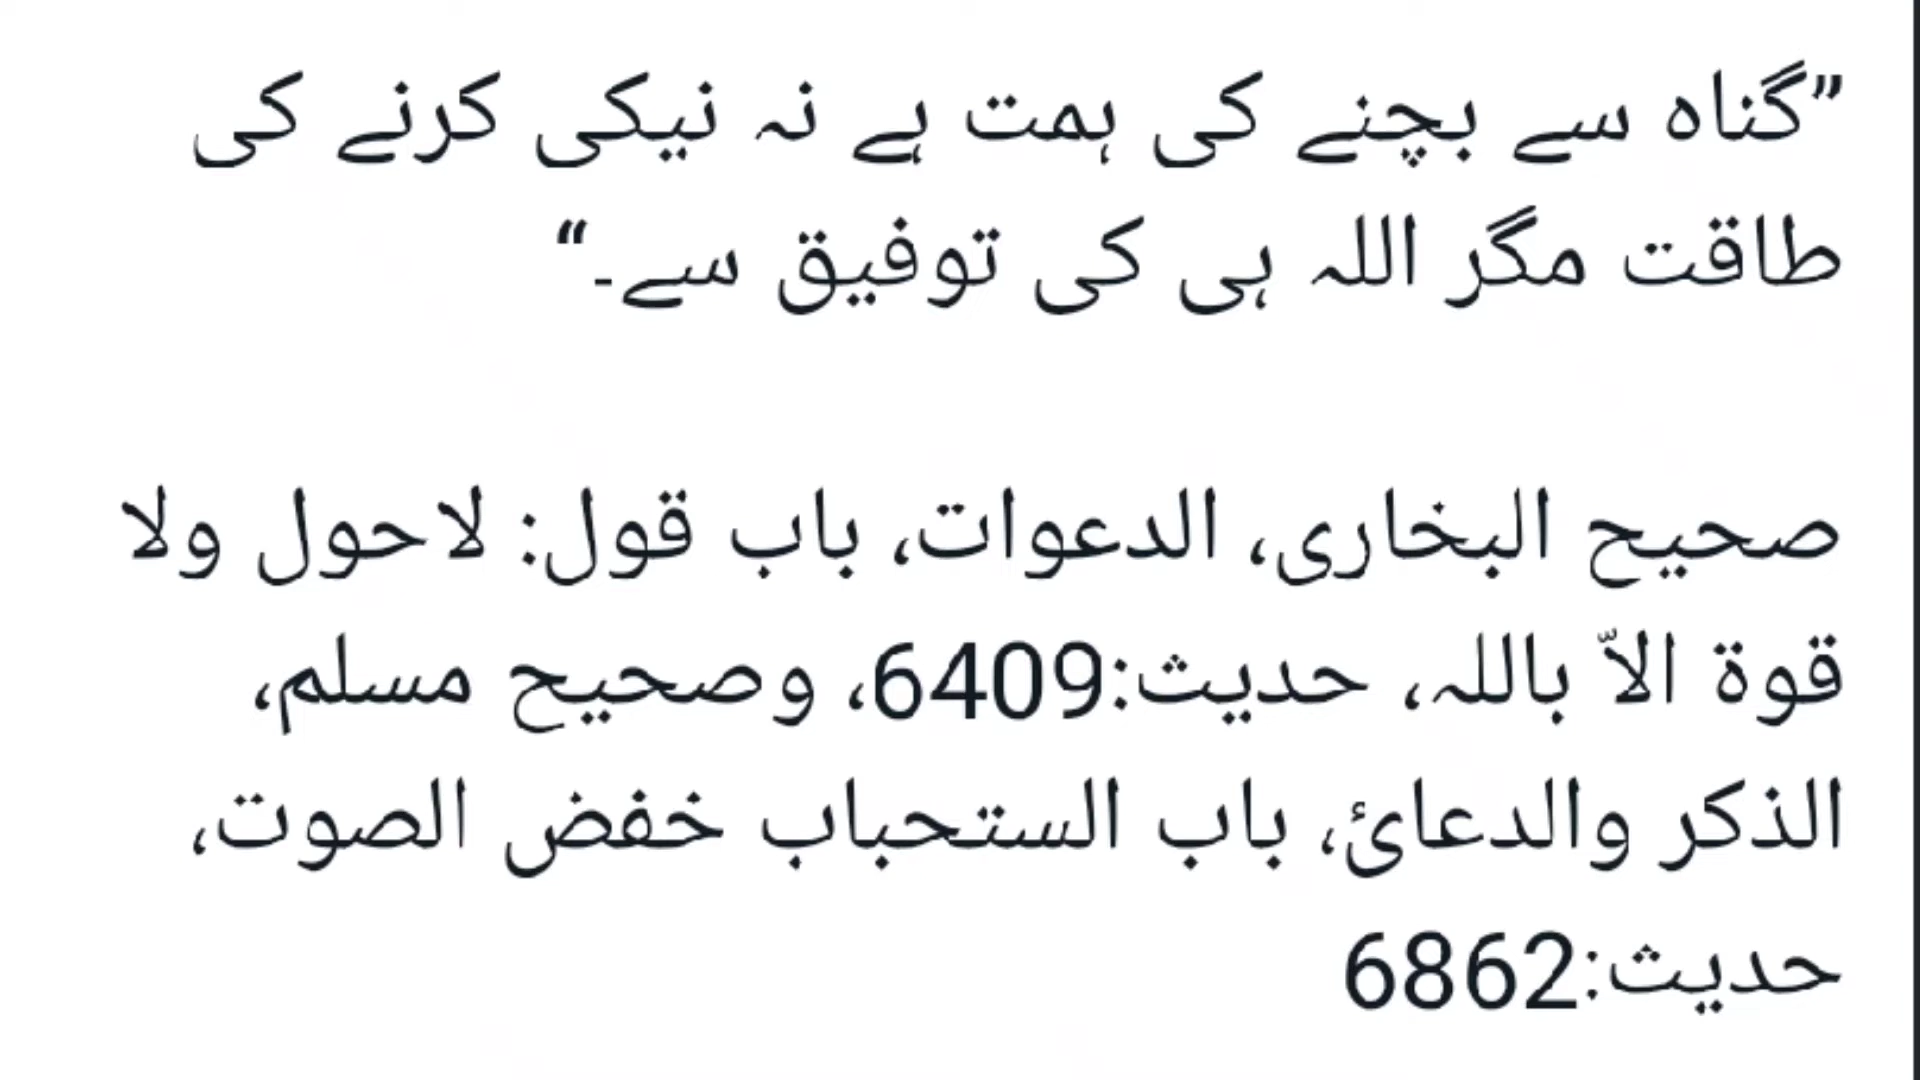 ”گناہ سے بچنے کی ہمت ہے نہ نیکی کرنے کی
طاقت مگر اللہ ہی کی توفیق سے۔“
صحیح البخاری، الدعوات، باب قول: لاحول ولا
قوة الاّ باللہ، حدیث:6409، وصحیح مسلم،
الذکر والدعائ، باب الستحباب خفض الصوت،
حدیث:6862